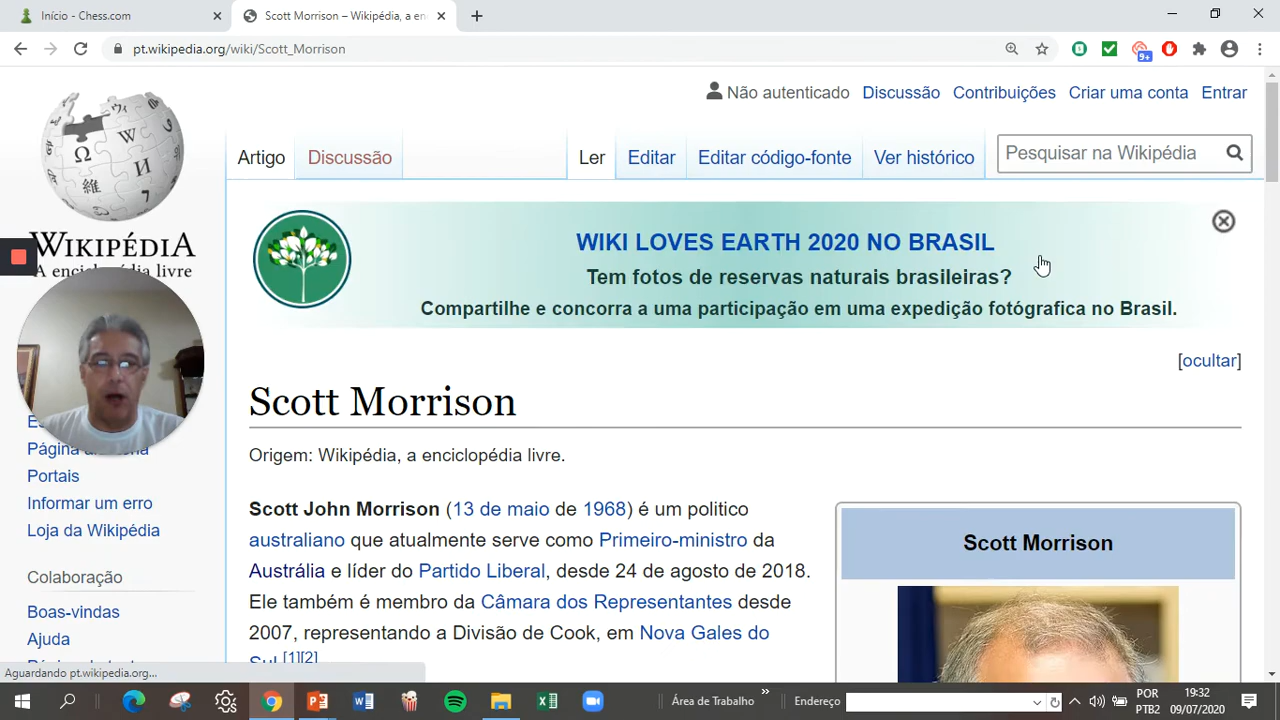 Início - Chess.com
Scott Morrison – Wikipédia, a en
pt.wikipedia.org/wiki/Scott_Morrison
9+
Não autenticado Discussão Contribuições Criar uma conta Entrar
Artigo Discussão Ler Editar Editar código-fonte Ver histórico Pesquisar na Wikipédia
WIKIPÉDIA
A enciclopédia livre
WIKI LOVES EARTH 2020 NO BRASIL
Tem fotos de reservas naturais brasileiras?
Compartilhe e concorra a uma participação em uma expedição fotógrafica no Brasil.
[ocultar]
Scott Morrison
Origem: Wikipédia, a enciclopédia livre.
Página
Portais
Informar um erro
Loja da Wikipédia
Colaboração
Boas-vindas
Ajuda
Scott John Morrison (13 de maio de 1968) é um politico
australiano que atualmente serve como Primeiro-ministro da
Austrália e líder do Partido Liberal, desde 24 de agosto de 2018.
Ele também é membro da Câmara dos Representantes desde
2007, representando a Divisão de Cook, em Nova Gales do
Sul.[1][2]
Scott Morrison
Aguardando pt.wikipedia.org...
Área de Trabalho » Endereço
POR
PTB2
19:32
09/07/2020